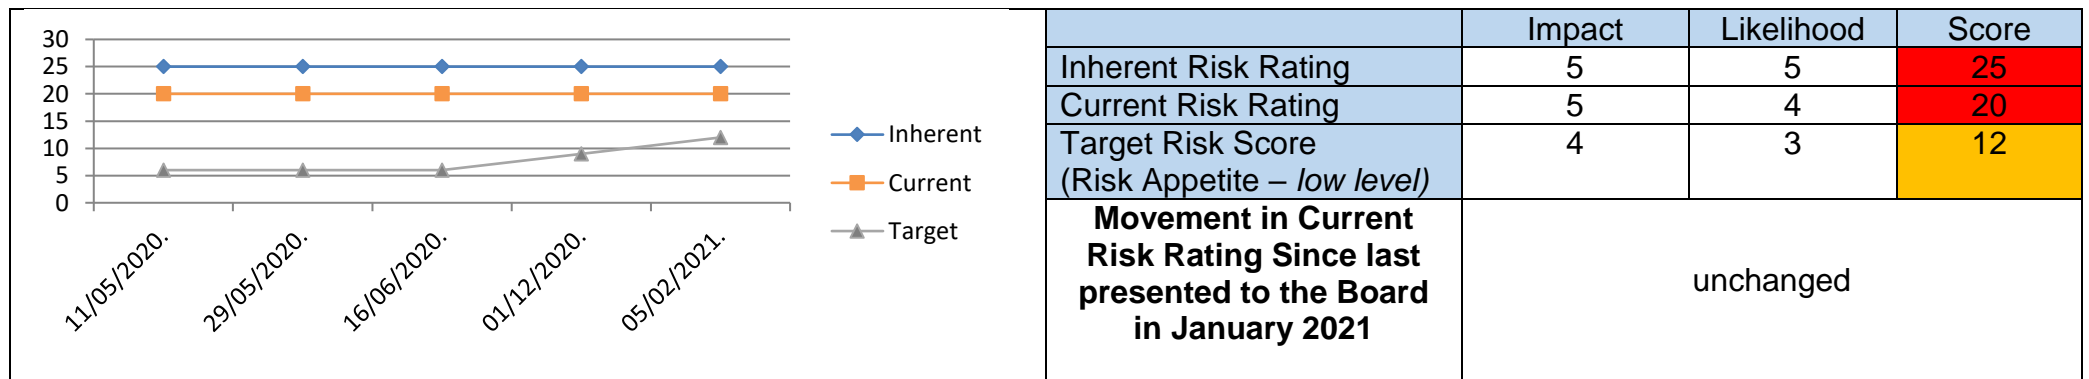 30
25
20
15
10
5
0
11/05/2020.
29/05/2020.
16/06/2020.
01/12/2020.
05/02/2021.
Inherent
Current
Target
Impact Likelihood Score
Inherent Risk Rating 5 5 25
Current Risk Rating 5 4 20
Target Risk Score 4 3 12
(Risk Appetite – low level)
Movement in Current
Risk Rating Since last
presented to the Board
in January 2021
unchanged